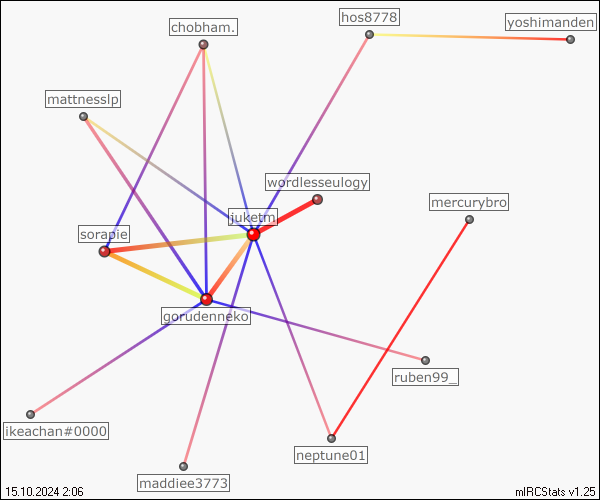 hos8778
yoshimanden
chobham.
mattnesslp
wordlesseulogy
mercurybro
juketm
sorapie
gorudenneko
ruben99_
ikeachan#0000
neptune01
maddiee3773
15.10.2024 2:06
mIRCStats v1.25